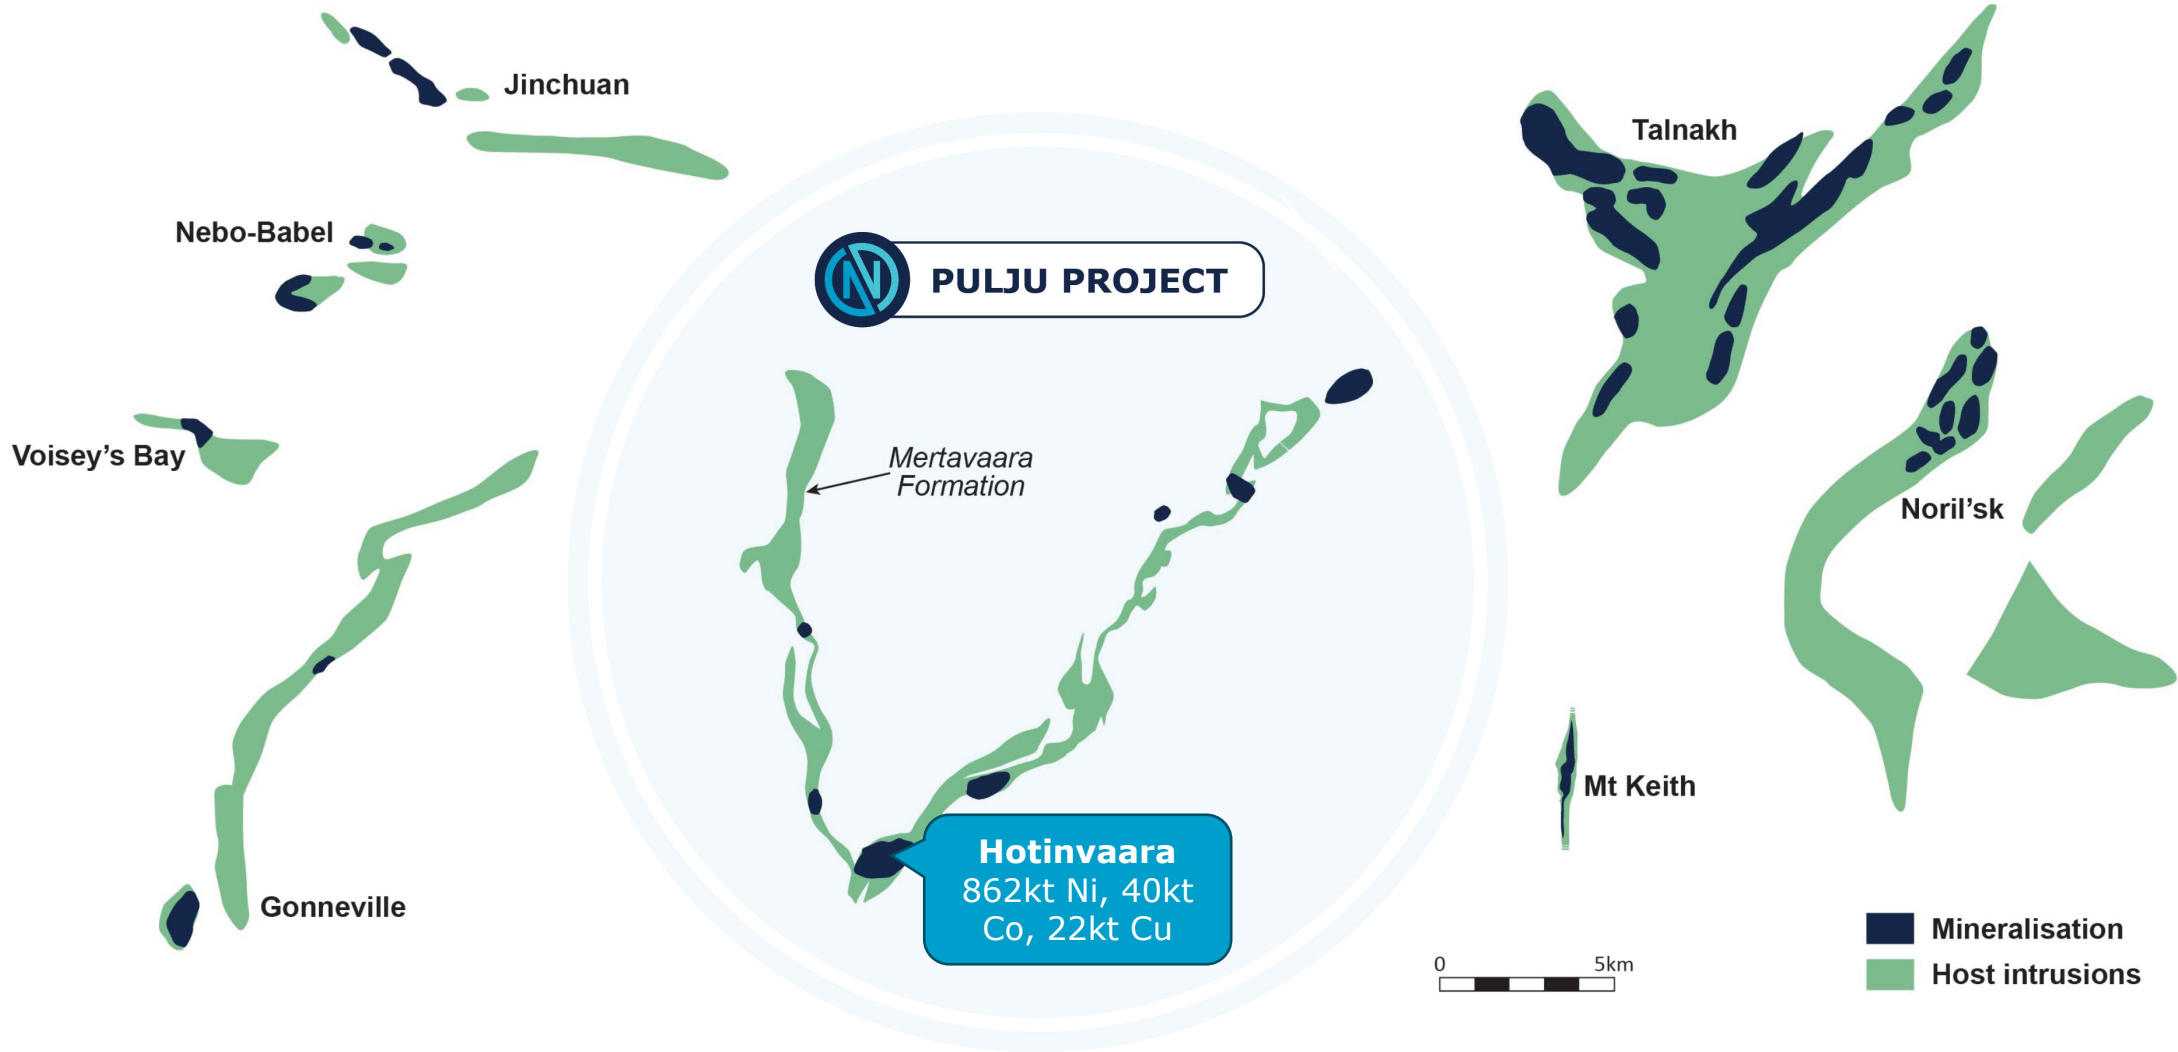 Jinchuan
Talnakh
Nebo-Babel
N PULJU PROJECT
Voisey's Bay
Mertavaara
Formation
Noril'sk
Mt Keith
Hotinvaara
862kt Ni, 40kt
Co, 22kt Cu
Gonneville
0 5km
Mineralisation
Host intrusions